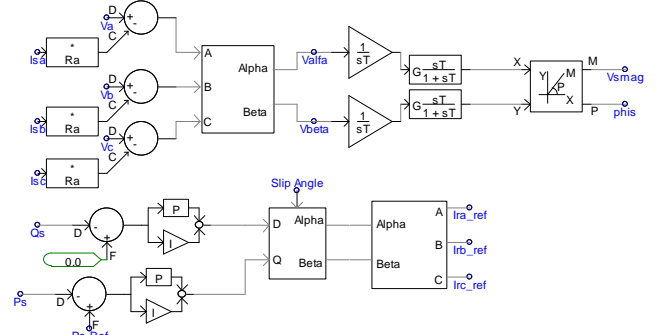 D
Va
+
-
C
Isa
*
Ra
D
Vb
+
-
C
Isb
*
Ra
D
Vc
+
-
C
Isc
*
Ra
A
B
C
Alpha
Beta
Valfa
Vbeta
1
sT
1
sT
G
sT
1 + sT
G
sT
1 + sT
X
Y
Y
M
P
X
M
P
Vsmag
phis
Slip Angle
Qs
D
-
+
F
0.0
P
I
D
Q
Alpha
Beta
Alpha
Beta
A
B
C
Ira_ref
Irb_ref
Irc_ref
Ps
D
-
+
F
P
I